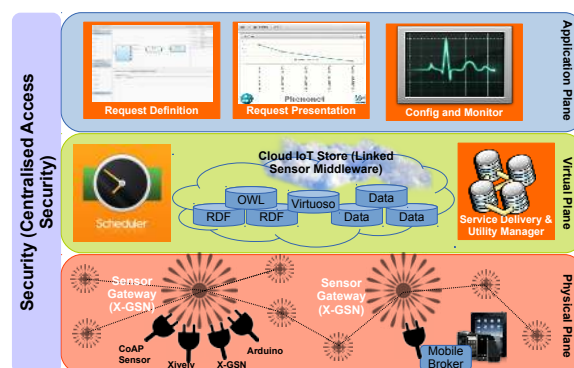 Security (Centralised Access
Security)
Application Plane
Request Definition
Request Presentation
Phenonet
Config and Monitor
Virtual Plane
Scheduler
Cloud IoT Store (Linked
Sensor Middleware)
OWL
Virtuoso
Data
RDF
RDF
Data
Data
Service Delivery &
Utility Manager
Physical Plane
Sensor
Gateway
(X-GSN)
Sensor
Gateway
(X-GSN)
CoAP
Sensor
Xively
X-GSN
Arduino
Mobile
Broker